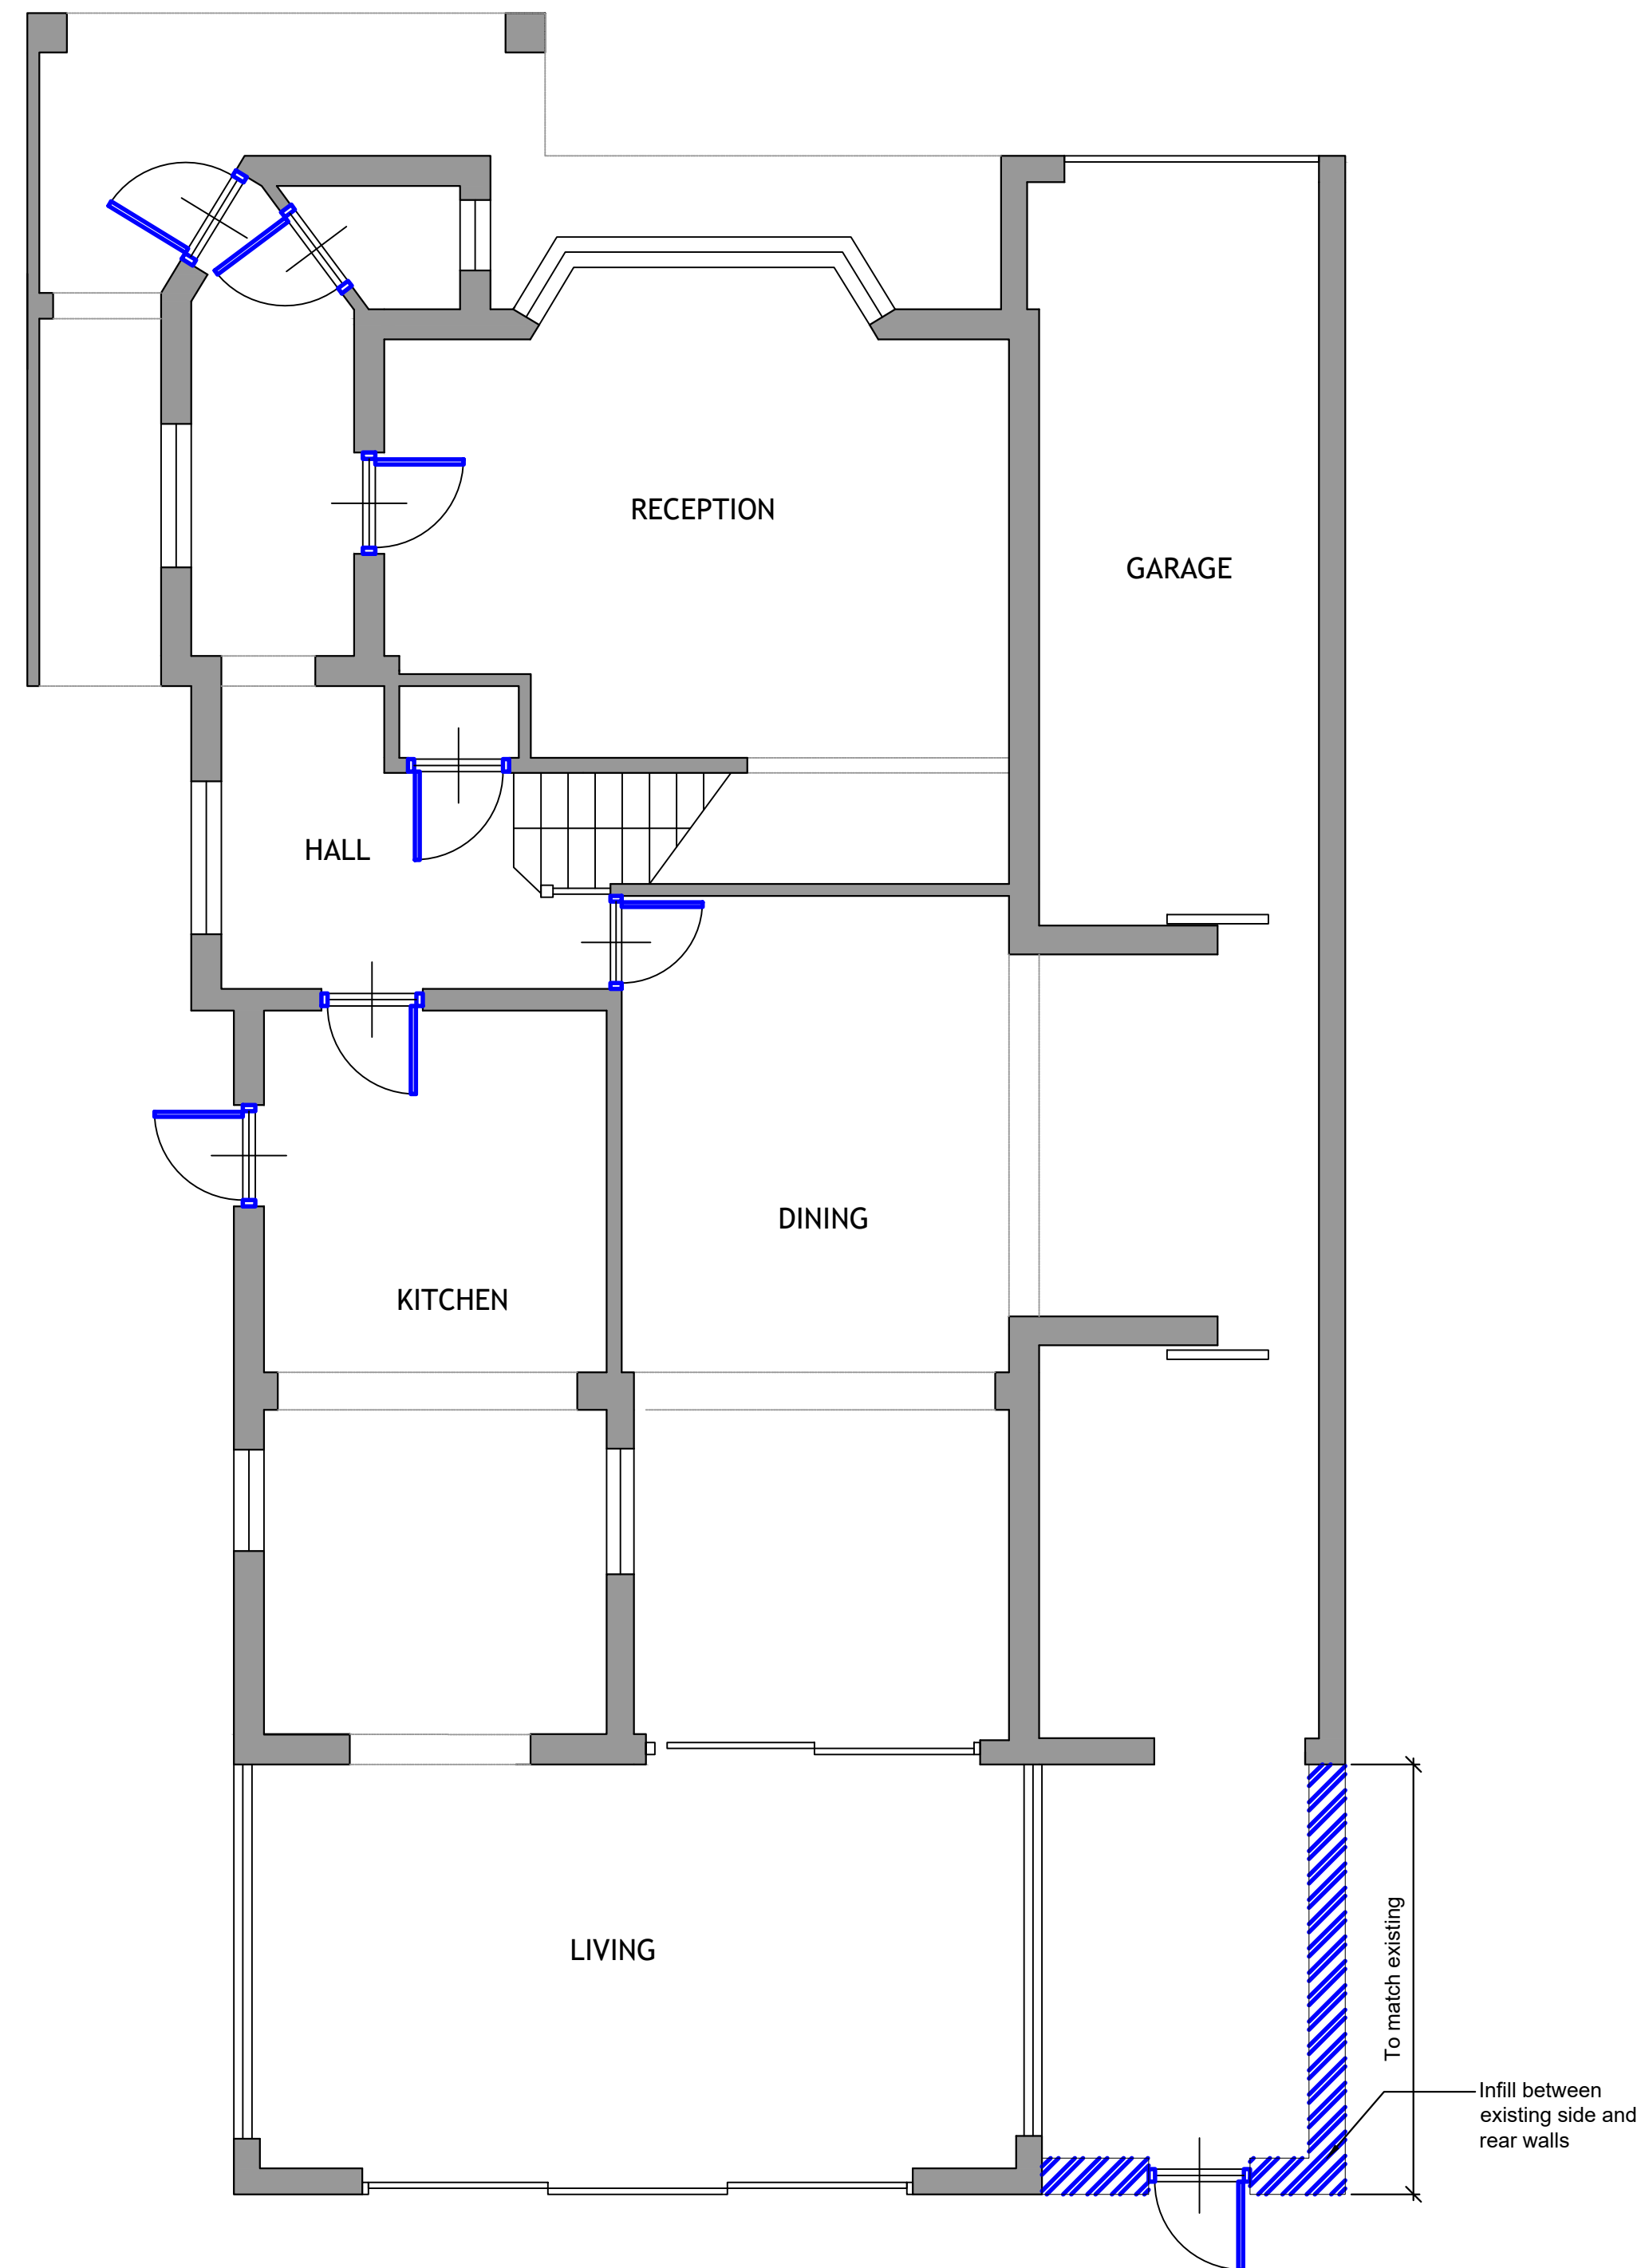 RECEPTION
GARAGE
HALL
DINING
KITCHEN
LIVING
To match existing
Infill between
existing side and
rear walls